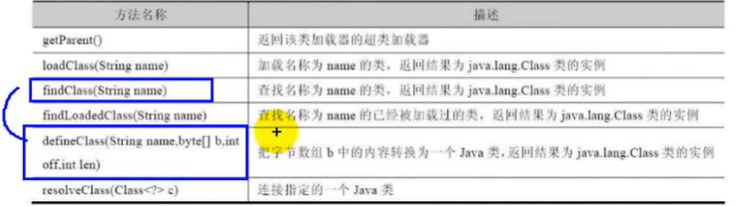 方法名称 描述
getParent() 返回该类加载器的超类加载器
loadClass(String name) 加载名称为 name 的类，返回结果为 java.lang.Class 类的实例
findClass(String name) 查找名称为 name 的类，返回结果为 java.lang.Class 类的实例
findLoadedClass(String name) 查找名称为 name 的已经被加载过的类，返回结果为 java.lang.Class 类的实例
defineClass(String name,byte[] b,int
off,int len)
把字节数组 b 中的内容转换为一个 Java 类，返回结果为 java.lang.Class 类的实例
resolveClass(Class<?> c) 连接指定的一个 Java 类